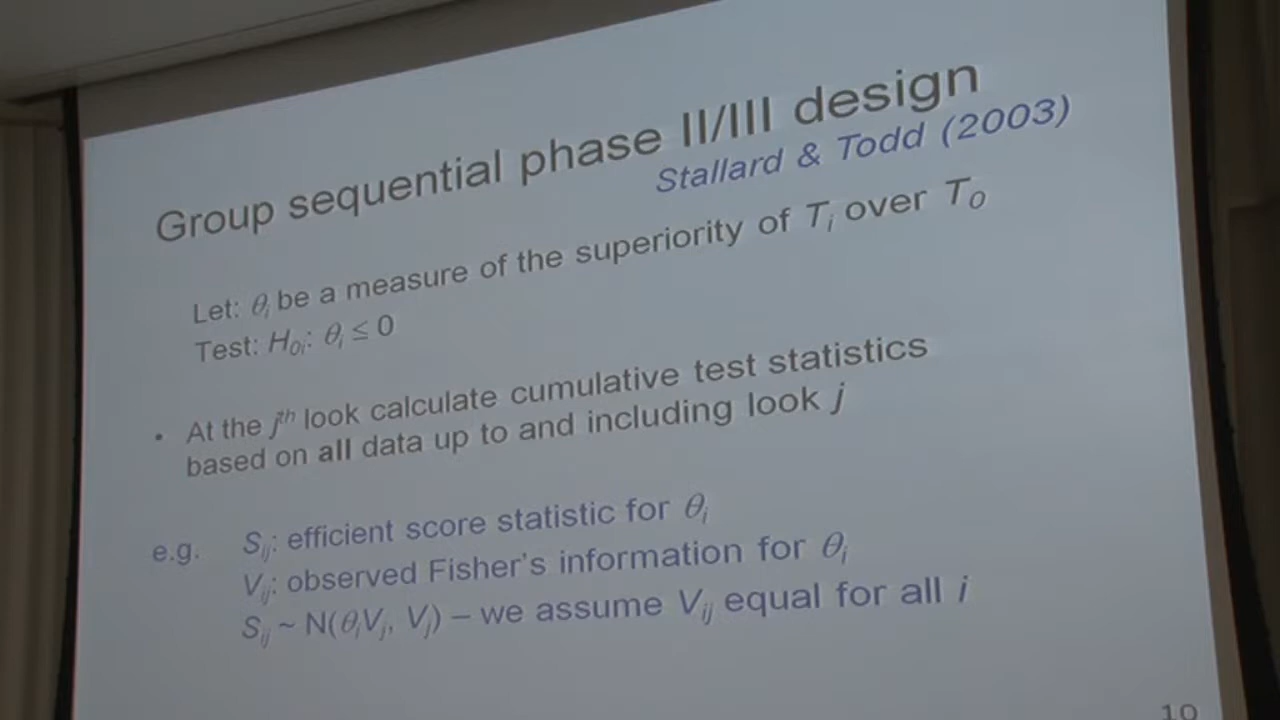 Group sequential phase II/III design
Stallard & Todd (2003)
Let: θi be a measure of the superiority of Ti over T0
Test: H0i: θi ≤ 0
• At the jth look calculate cumulative test statistics
based on all data up to and including look j
e.g. Sij: efficient score statistic for θi
Vij: observed Fisher's information for θi
Sij ~ N(θiVj, Vj) – we assume Vij equal for all i
10